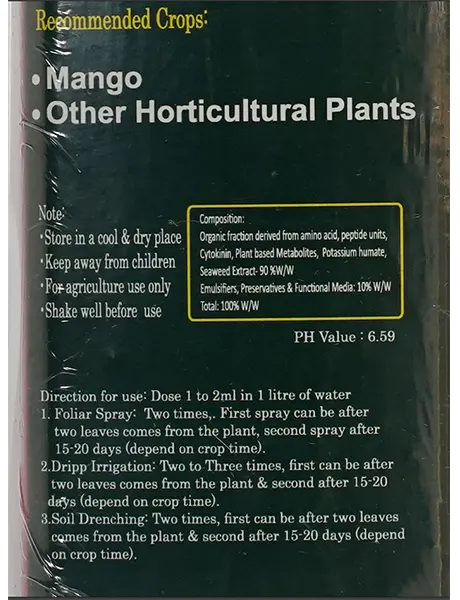 Recommended Crops:
• Mango
• Other Horticultural Plants
Note:
•Store in a cool & dry place
•Keep away from children
•For agriculture use only
•Shake well before use
Composition:
Organic fraction derived from amino acid, peptide units,
Cytokinin, Plant based Metabolites, Potassium humate,
Seaweed Extract- 90 %W/W
Emulsifiers, Preservatives & Functional Media: 10% W/W
Total: 100% W/W
PH Value : 6.59
Direction for use: Dose 1 to 2ml in 1 litre of water
1. Foliar Spray: Two times,. First spray can be after
two leaves comes from the plant, second spray after
15-20 days (depend on crop time).
2.Dripp Irrigation: Two to Three times, first can be after
two leaves comes from the plant & second after 15-20
days (depend on crop time).
3.Soil Drenching: Two times, first can be after two leaves
comes from the plant & second after 15-20 days (depend
on crop time).